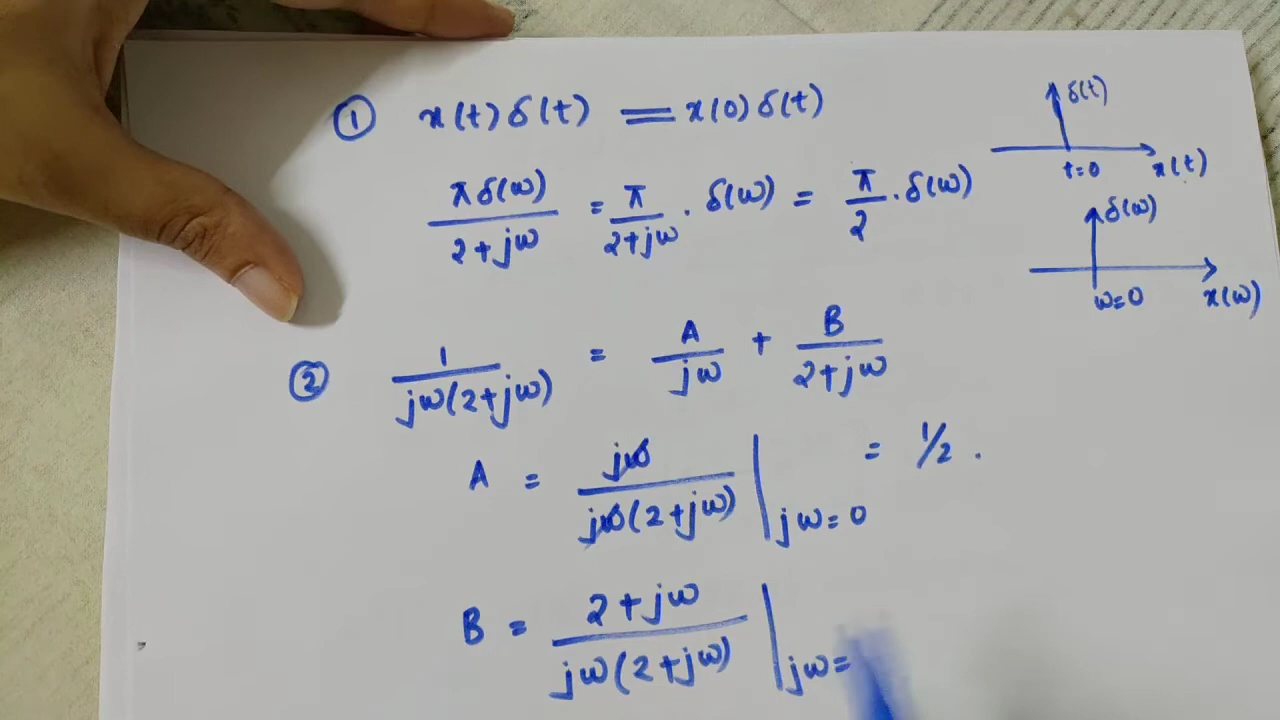 ① x(t) δ(t) = x(0) δ(t)
πδ(ω)/(2+jω) = π/(2+jω) . δ(ω) = π/2 . δ(ω)
δ(t)
t=0 x(t)
δ(ω)
ω=0 x(ω)
② 1/(jω(2+jω)) = A/(jω) + B/(2+jω)
A = jω/(jω(2+jω)) | jω=0 = 1/2 .
B = (2+jω)/(jω(2+jω)) | jω=